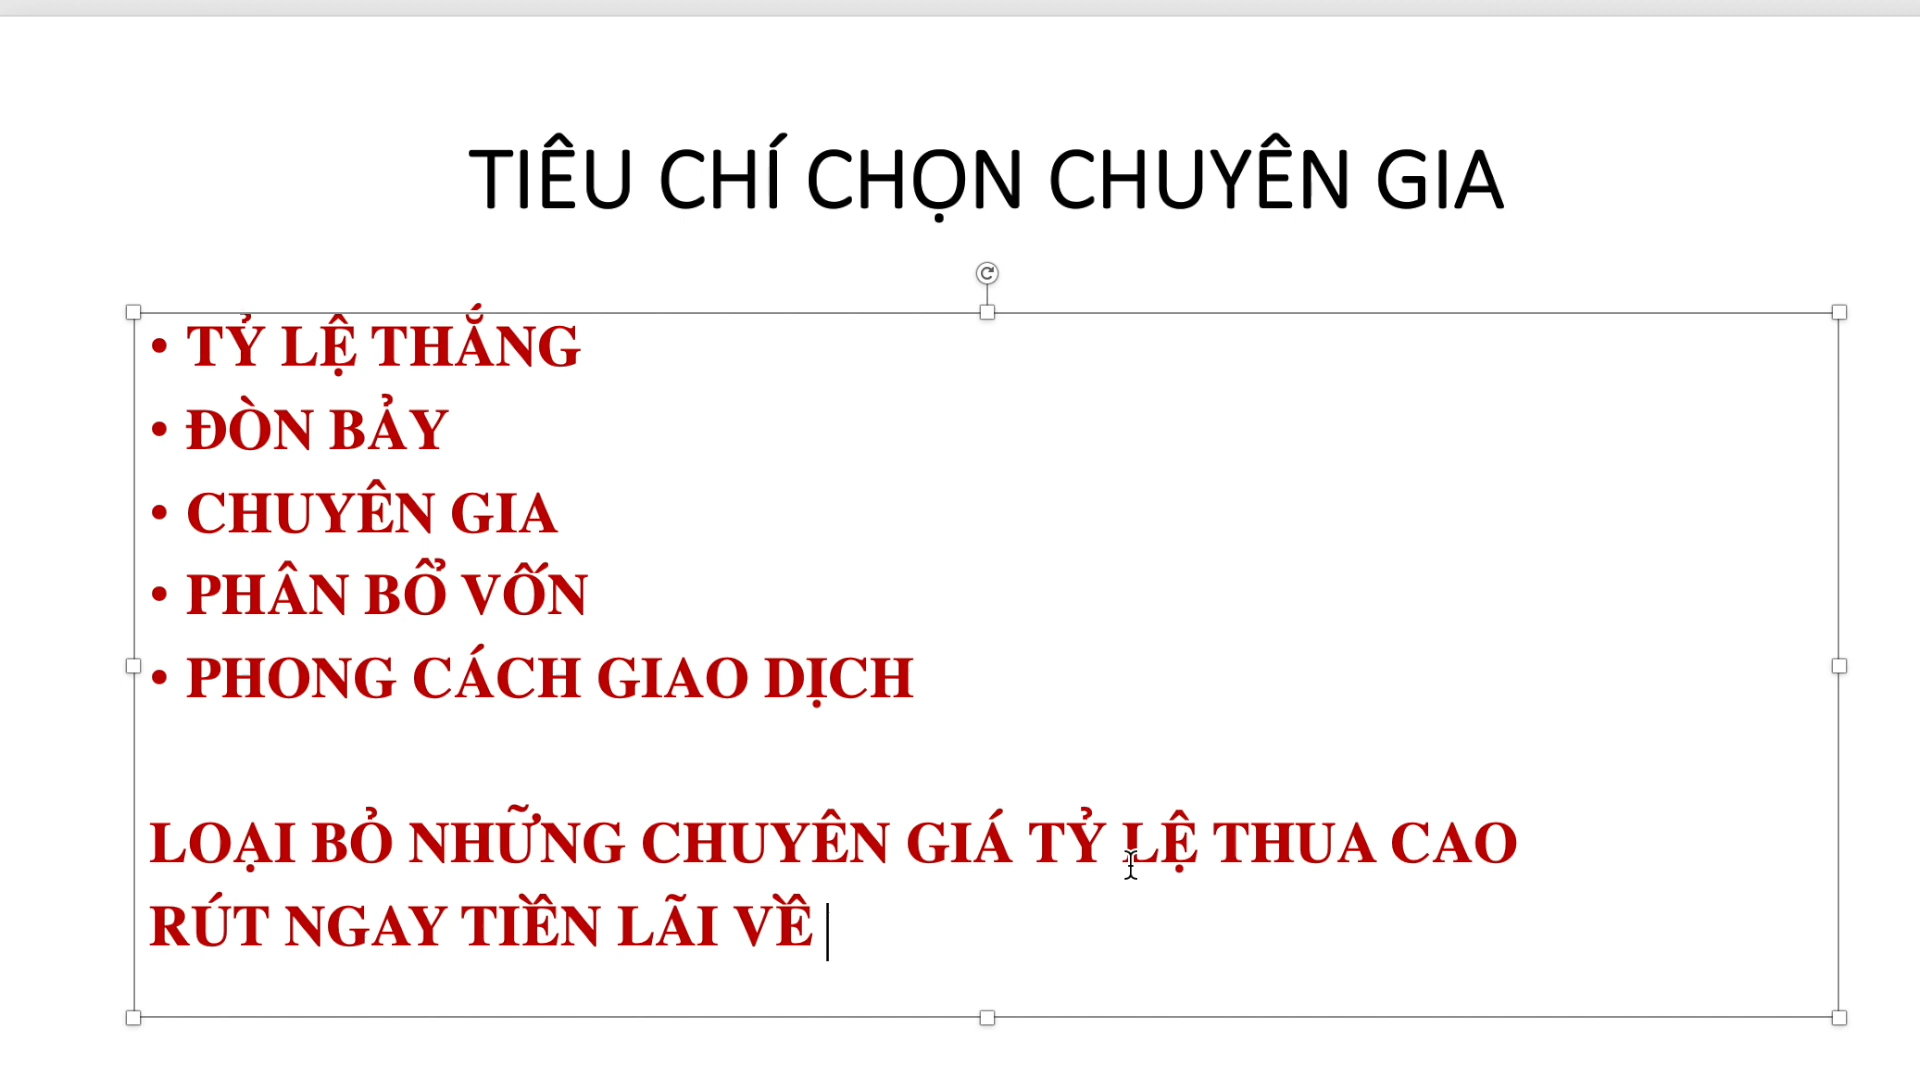 TIÊU CHÍ CHỌN CHUYÊN GIA
• TỶ LỆ THẮNG
• ĐÒN BẢY
• CHUYÊN GIA
• PHÂN BỔ VỐN
• PHONG CÁCH GIAO DỊCH
LOẠI BỎ NHỮNG CHUYÊN GIÁ TỶ LỆ THUA CAO
RÚT NGAY TIỀN LÃI VỀ